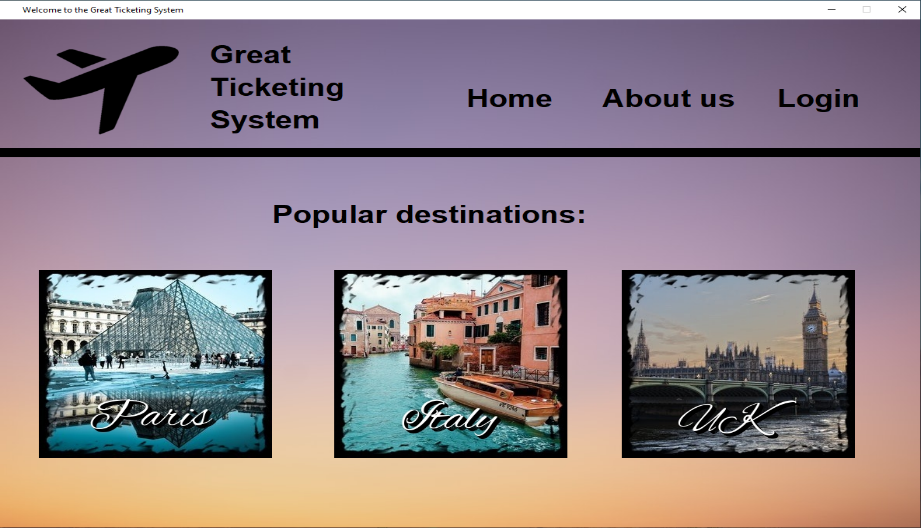 Welcome to the Great Ticketing System
Great
Ticketing
System
Home
About us
Login
Popular destinations:
Paris
Italy
UK